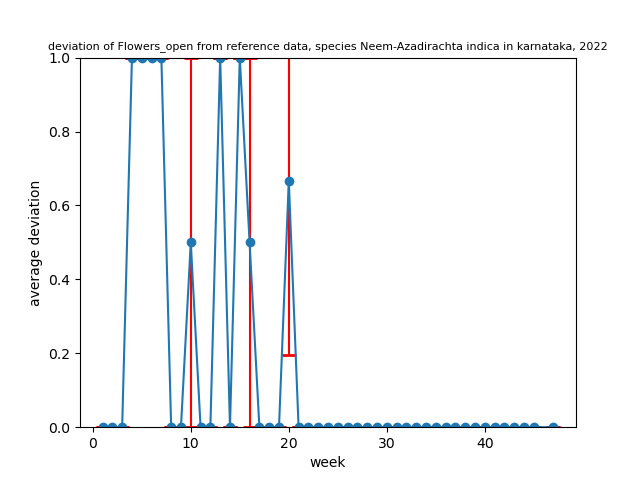 deviation of Flowers_open from reference data, species Neem-Azadirachta indica in karnataka, 2022
1.0
0.8
0.6
0.4
0.2
0.0
average deviation
0 10 20 30 40
week